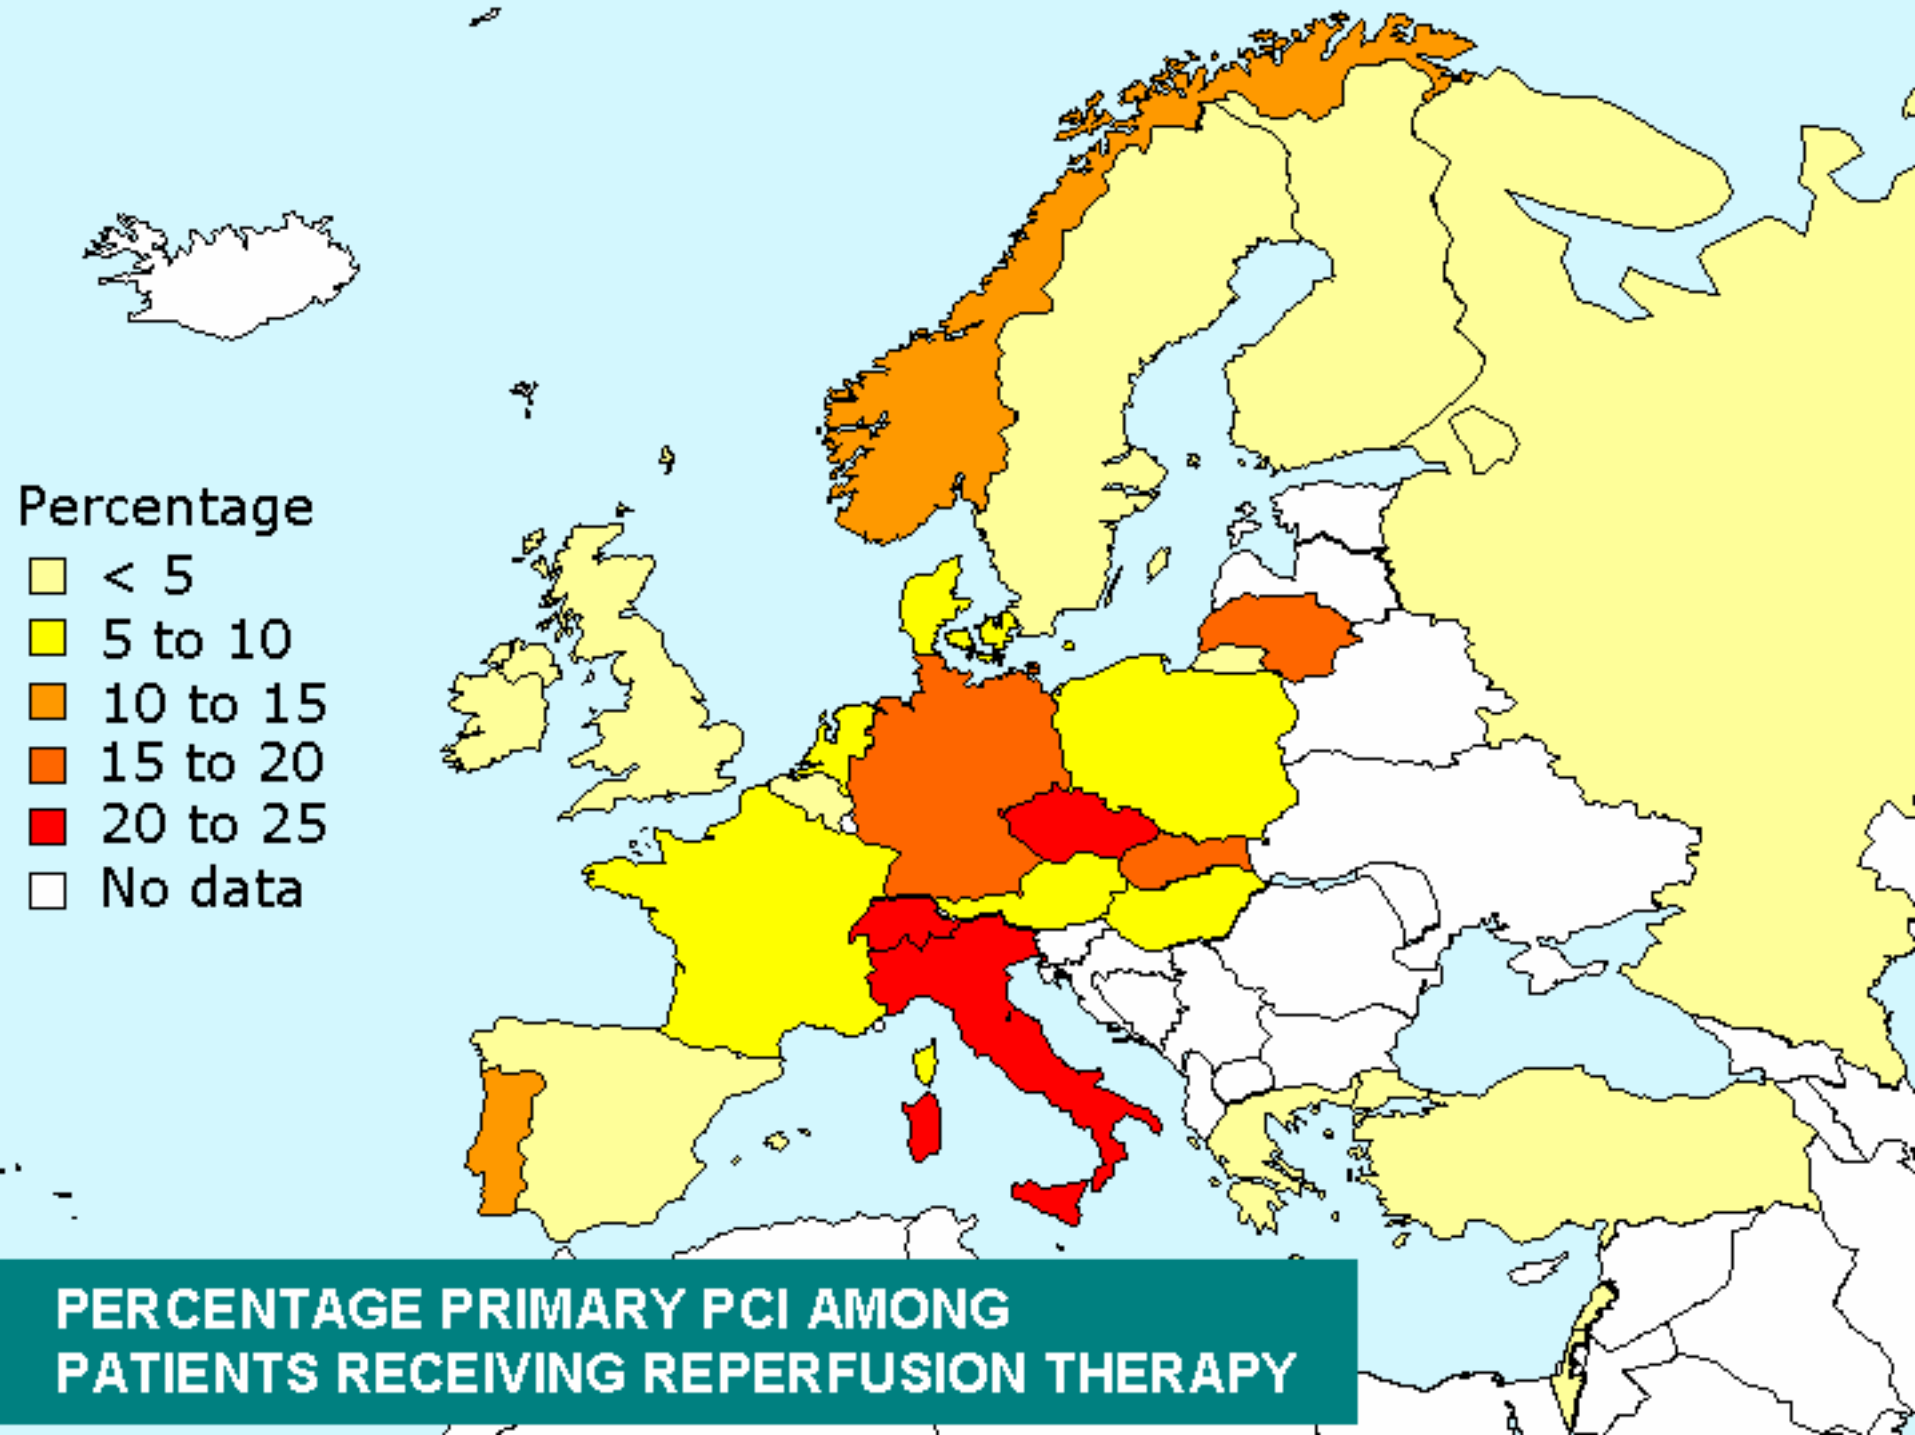 Percentage
< 5
5 to 10
10 to 15
15 to 20
20 to 25
No data
PERCENTAGE PRIMARY PCI AMONG
PATIENTS RECEIVING REPERFUSION THERAPY